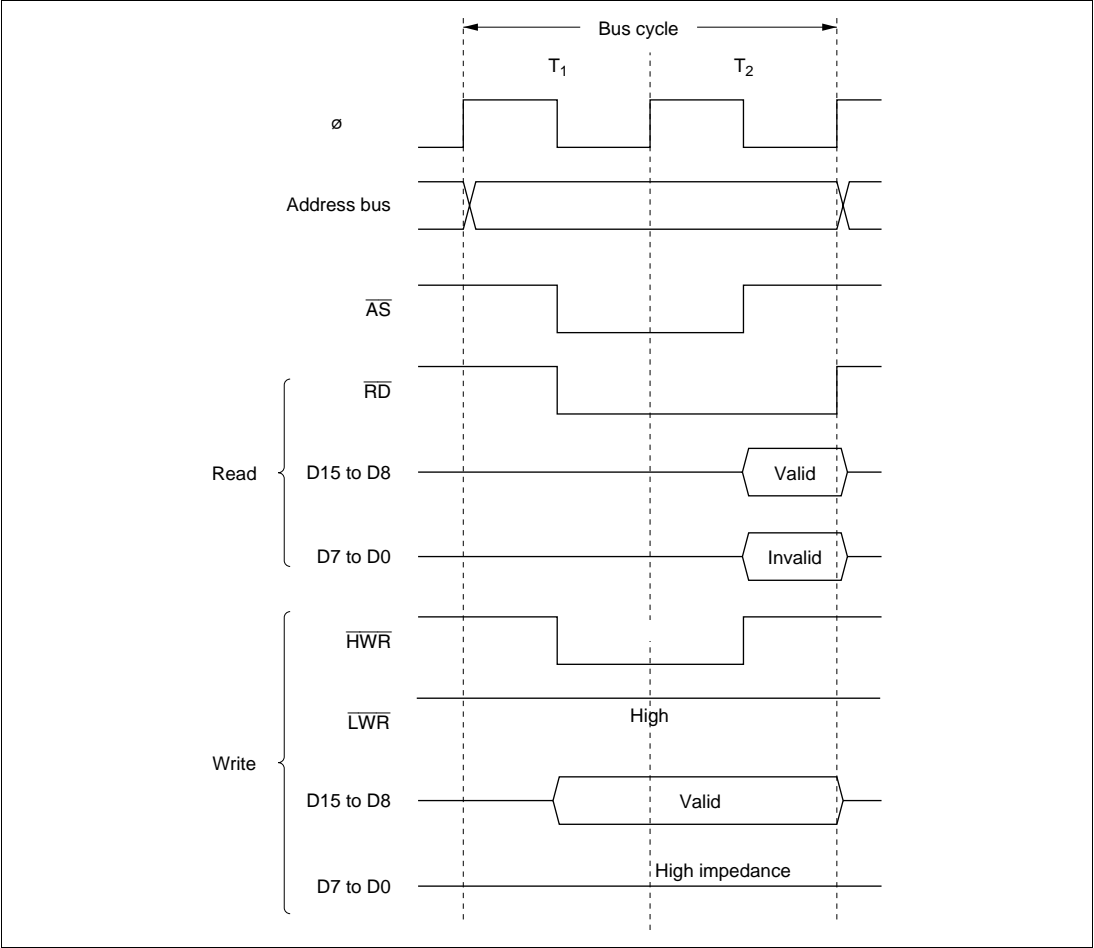 Bus cycle
T1 T2
ø
Address bus
AS
RD
Read D15 to D8 Valid
D7 to D0 Invalid
HWR
High
LWR
Write
D15 to D8 Valid
High impedance
D7 to D0